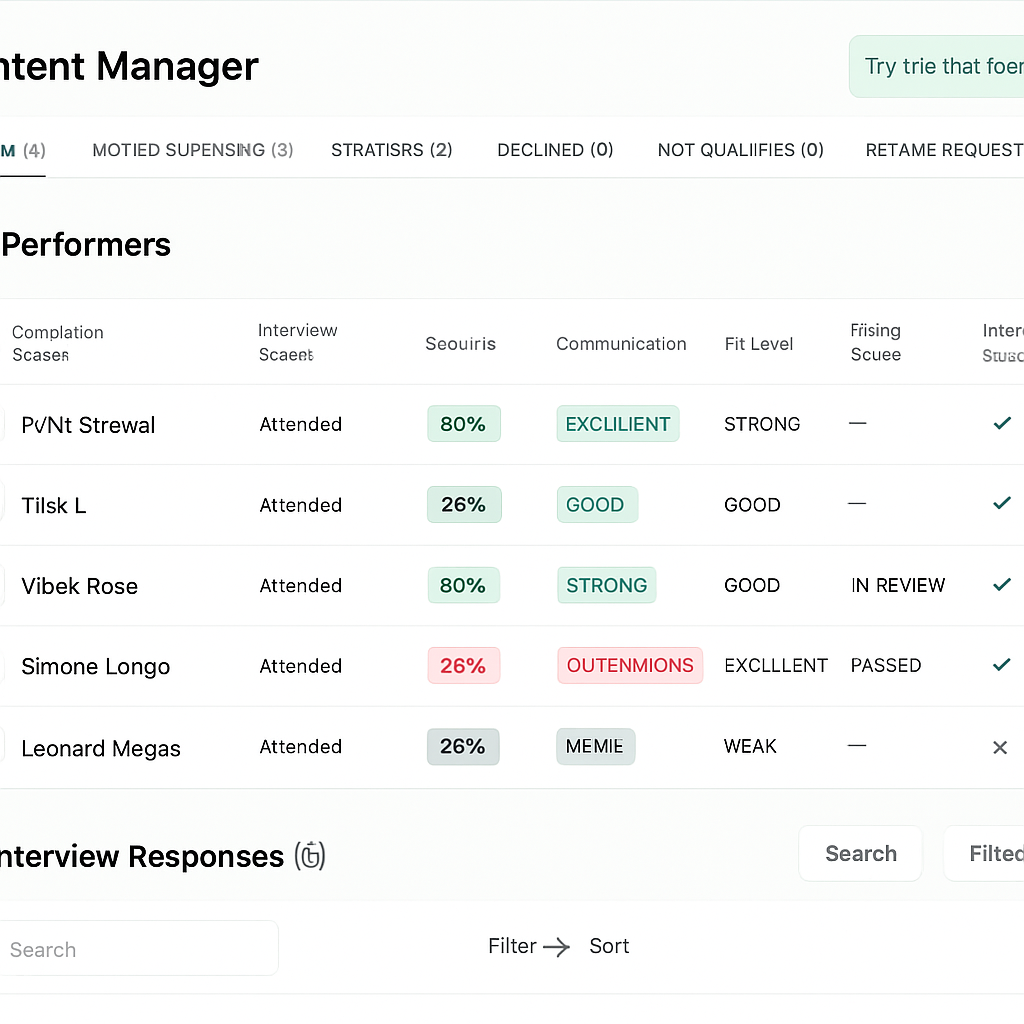 ntent Manager
Try trie that foer
M (4) MOTIED SUPENSING (3) STRATISRS (2) DECLINED (0) NOT QUALIIFIES (0) RETAME REQUEST
Performers
Complation Scasen
Interview Scaent
Seouiris
Communication
Fit Level
Frising Scuee
Inter
P Strewal Attended 80% EXCLILIENT STRONG —
Tilsk L Attended 26% GOOD GOOD —
Vibek Rose Attended 80% STRONG GOOD IN REVIEW
Simone Longo Attended 26% OUTENMIONS EXCLLLENT PASSED
Leonard Megas Attended 26% MEMIE WEAK —
nterview Responses
Search Filted
Search Filter → Sort